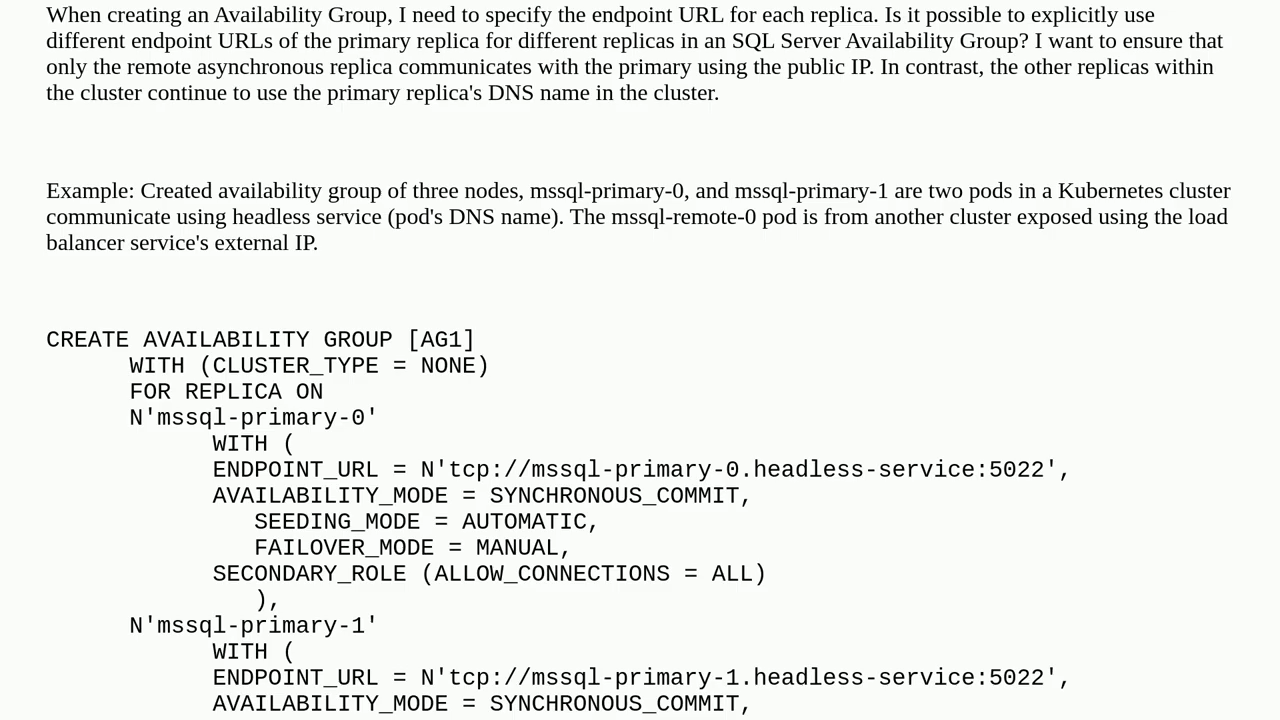 When creating an Availability Group, I need to specify the endpoint URL for each replica. Is it possible to explicitly use
different endpoint URLs of the primary replica for different replicas in an SQL Server Availability Group? I want to ensure that
only the remote asynchronous replica communicates with the primary using the public IP. In contrast, the other replicas within
the cluster continue to use the primary replica's DNS name in the cluster.
Example: Created availability group of three nodes, mssql-primary-0, and mssql-primary-1 are two pods in a Kubernetes cluster
communicate using headless service (pod's DNS name). The mssql-remote-0 pod is from another cluster exposed using the load
balancer service's external IP.
CREATE AVAILABILITY GROUP [AG1]
WITH (CLUSTER_TYPE = NONE)
FOR REPLICA ON
N'mssql-primary-0'
WITH (
ENDPOINT_URL = N'tcp://mssql-primary-0.headless-service:5022',
AVAILABILITY_MODE = SYNCHRONOUS_COMMIT,
SEEDING_MODE = AUTOMATIC,
FAILOVER_MODE = MANUAL,
SECONDARY_ROLE (ALLOW_CONNECTIONS = ALL)
),
N'mssql-primary-1'
WITH (
ENDPOINT_URL = N'tcp://mssql-primary-1.headless-service:5022',
AVAILABILITY_MODE = SYNCHRONOUS_COMMIT,